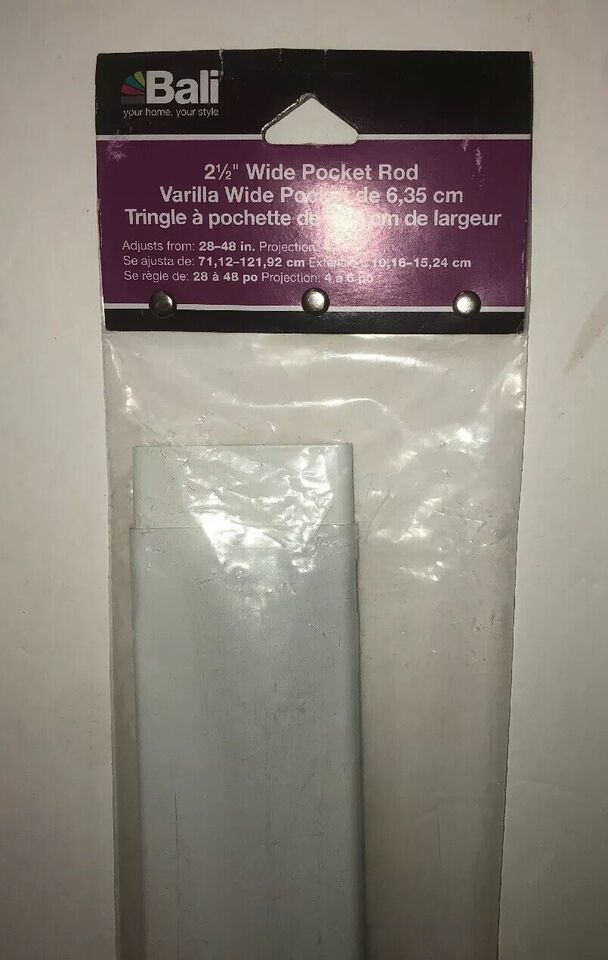 Bali
your home, your style
2½" Wide Pocket Rod
Varilla Wide Pocket de 6,35 cm
Tringle à pochette de cm de largeur
Adjusts from: 28–48 in. Projection:
Se ajusta de: 71,12–121,92 cm Extensión: 10,16–15,24 cm
Se règle de: 28 à 48 po Projection: 4 à 6 po